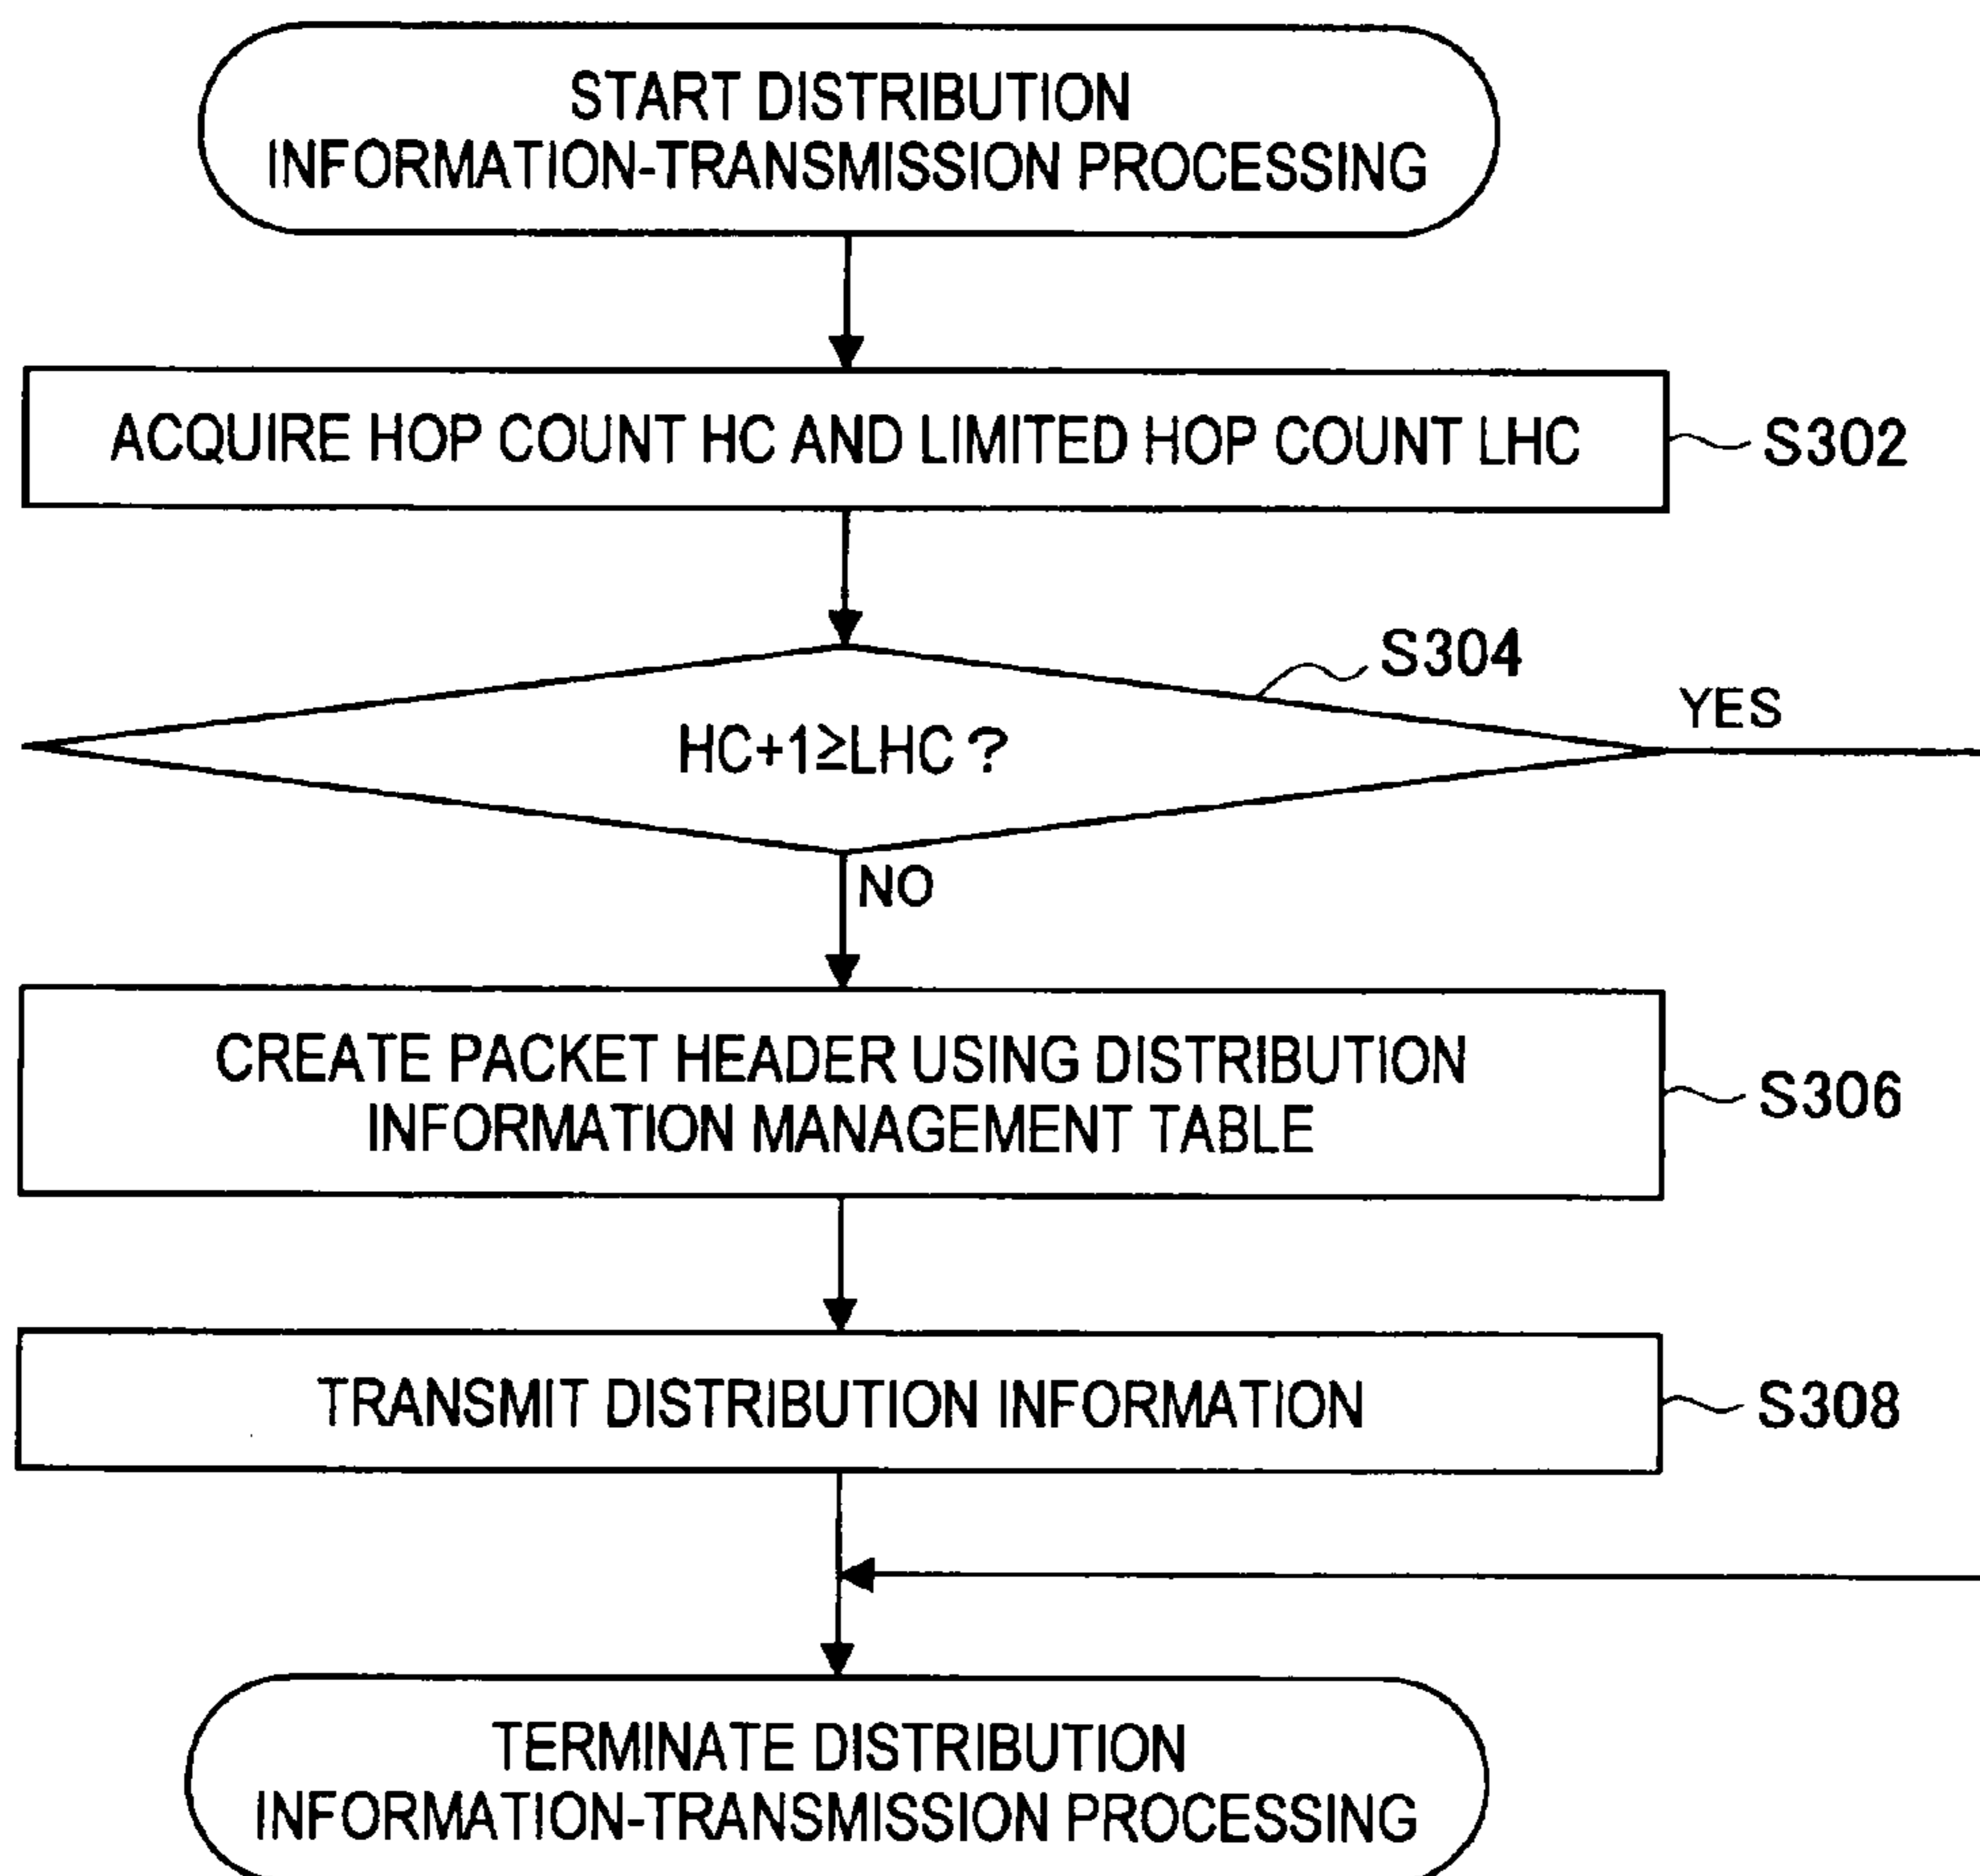 START DISTRIBUTION
INFORMATION-TRANSMISSION PROCESSING
ACQUIRE HOP COUNT HC AND LIMITED HOP COUNT LHC
S302
S304
YES
HC+1≥LHC ?
NO
CREATE PACKET HEADER USING DISTRIBUTION
INFORMATION MANAGEMENT TABLE
S306
TRANSMIT DISTRIBUTION INFORMATION
S308
TERMINATE DISTRIBUTION
INFORMATION-TRANSMISSION PROCESSING